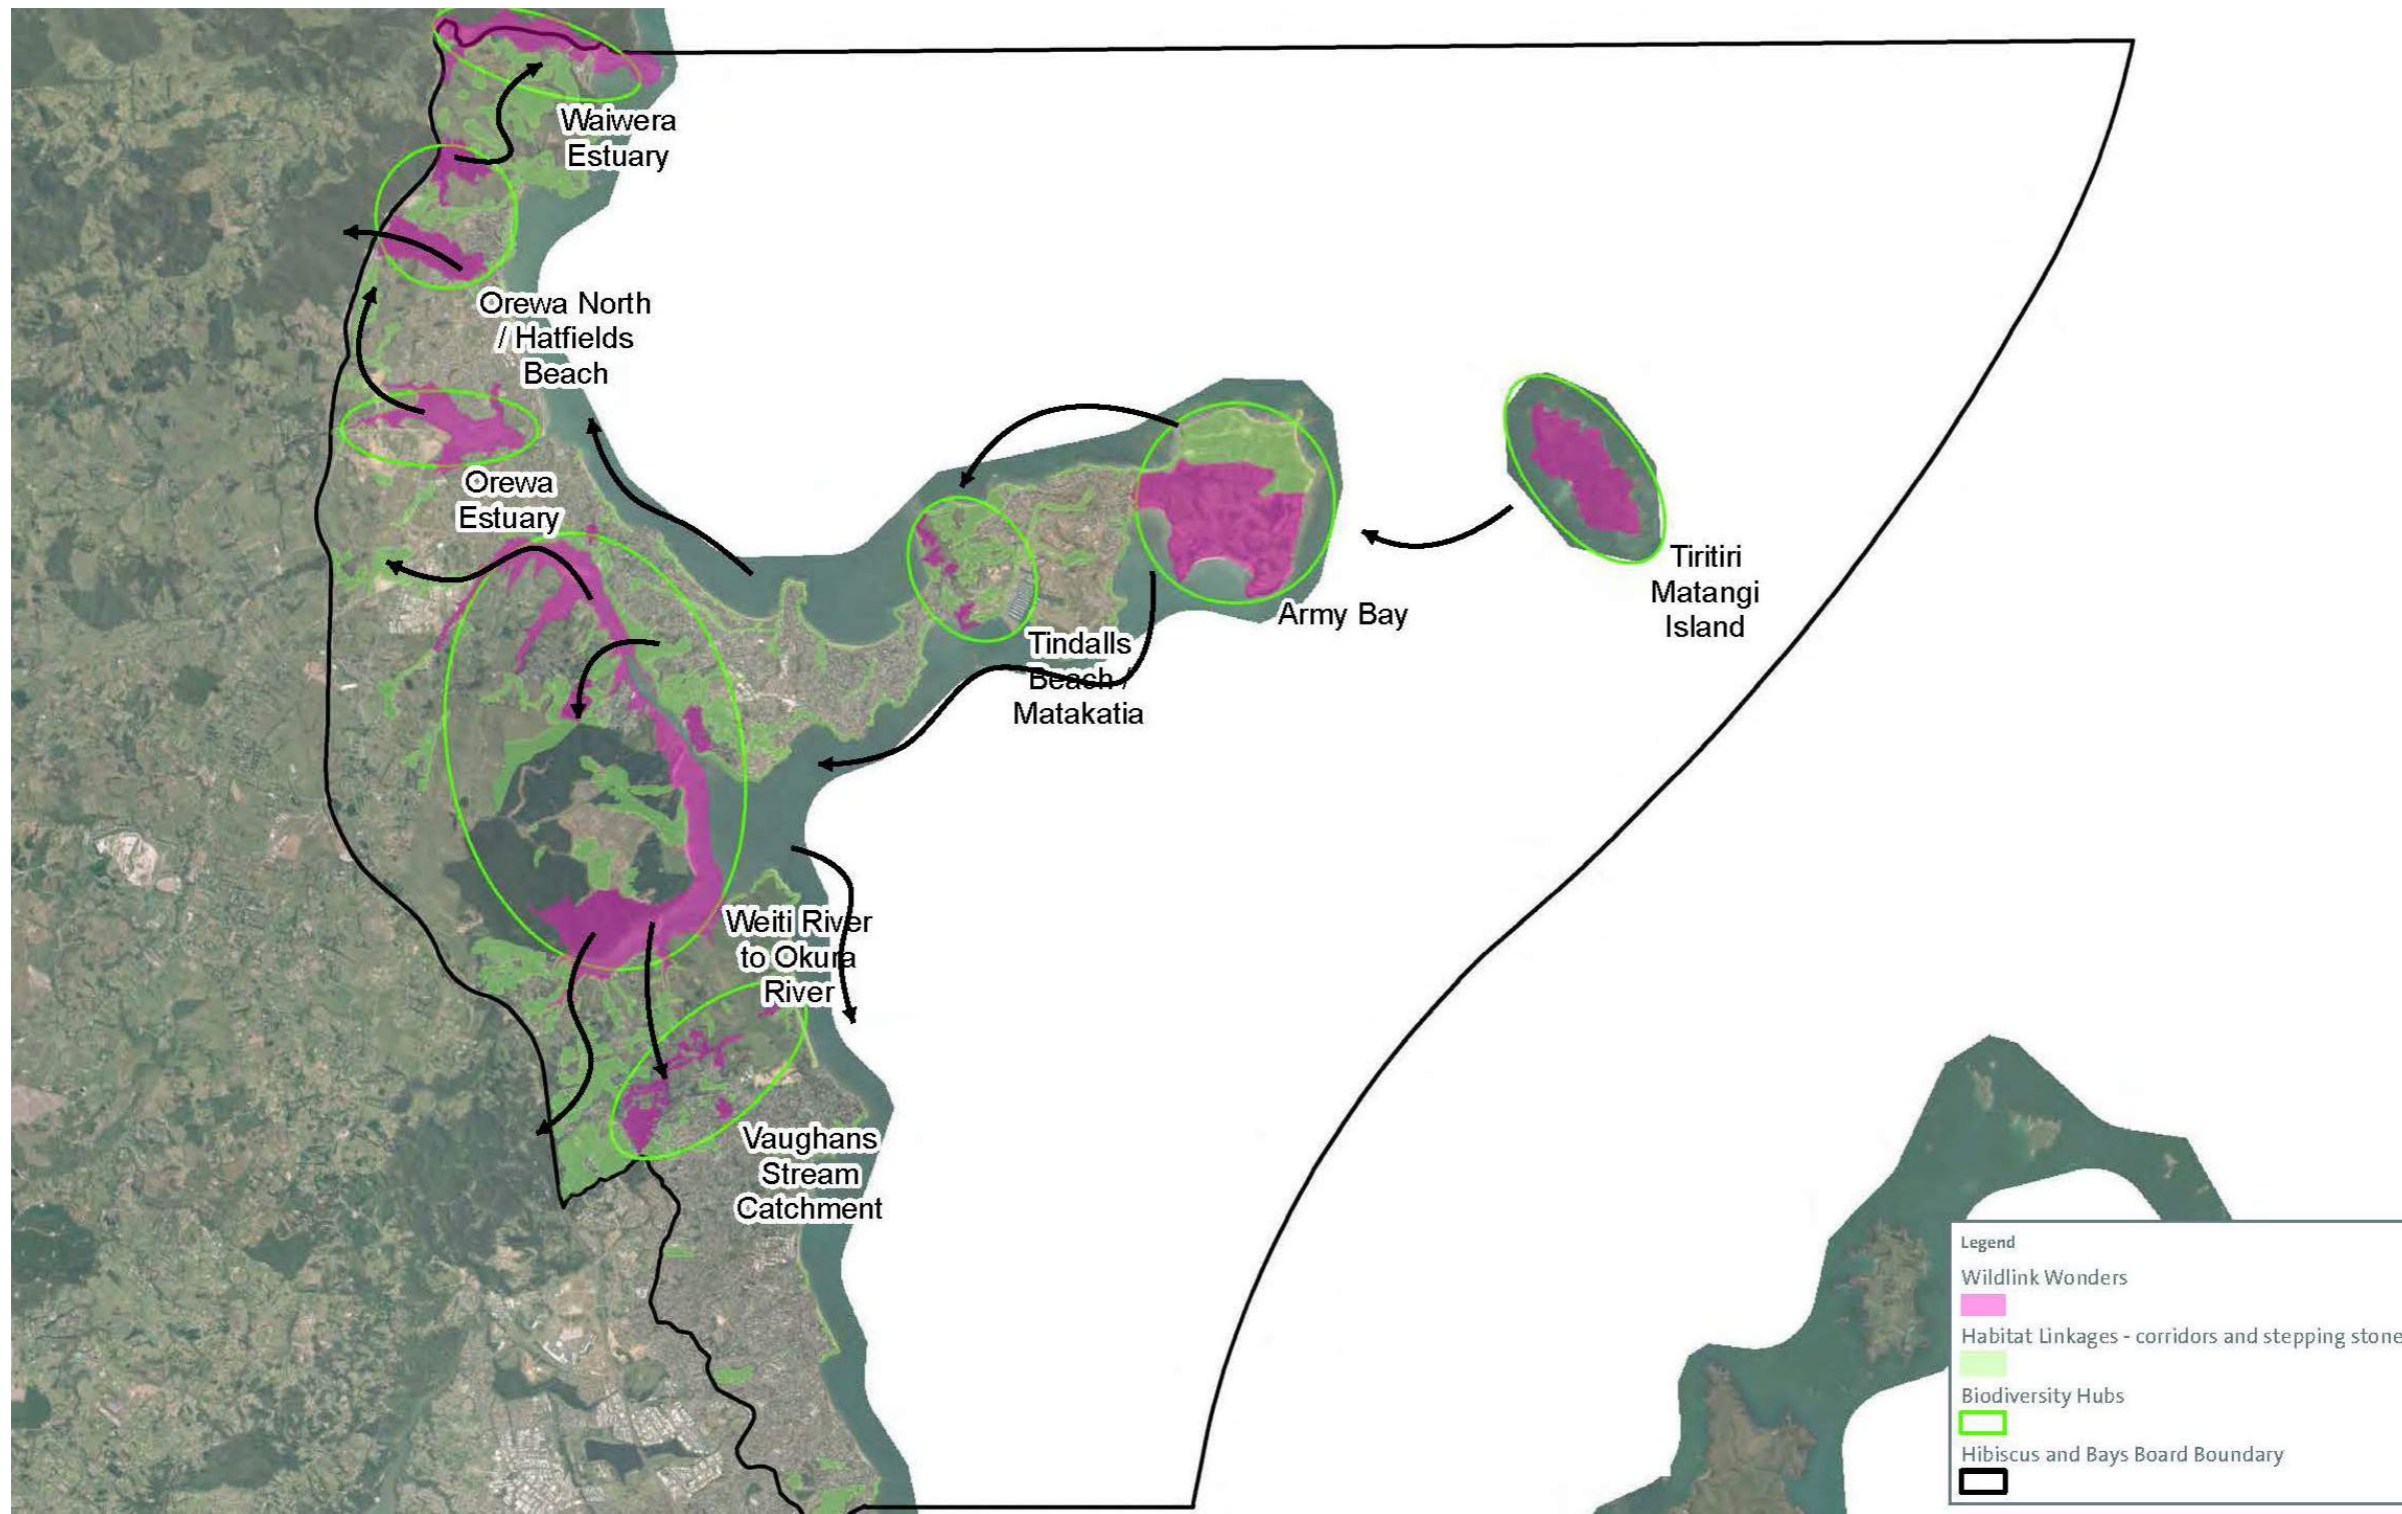 Waiwera
Estuary
Orewa North
/ Hatfields
Beach
Orewa
Estuary
Tiritiri
Matangi
Island
Army Bay
Tindalls
Beach /
Matakatia
Weiti River
to Okura
River
Vaughans
Stream
Catchment
Legend
Wildlink Wonders
Habitat Linkages - corridors and stepping stone
Biodiversity Hubs
Hibiscus and Bays Board Boundary